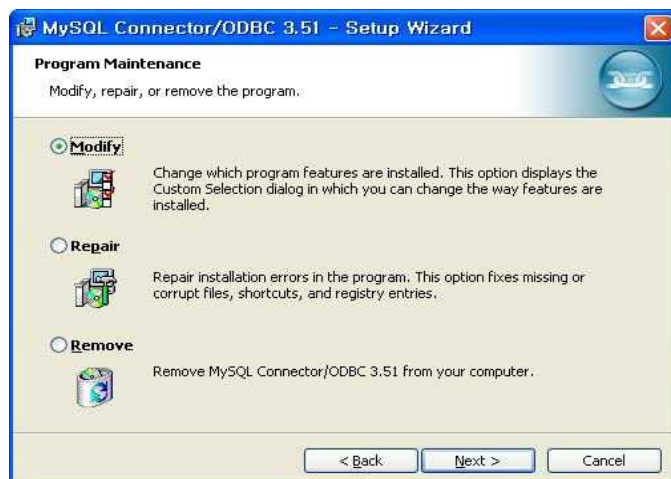 MySQL Connector/ODBC 3.51 - Setup Wizard
Program Maintenance
Modify, repair, or remove the program.
Modify
Change which program features are installed. This option displays the
Custom Selection dialog in which you can change the way features are
installed.
Repair
Repair installation errors in the program. This option fixes missing or
corrupt files, shortcuts, and registry entries.
Remove
Remove MySQL Connector/ODBC 3.51 from your computer.
< Back
Next >
Cancel